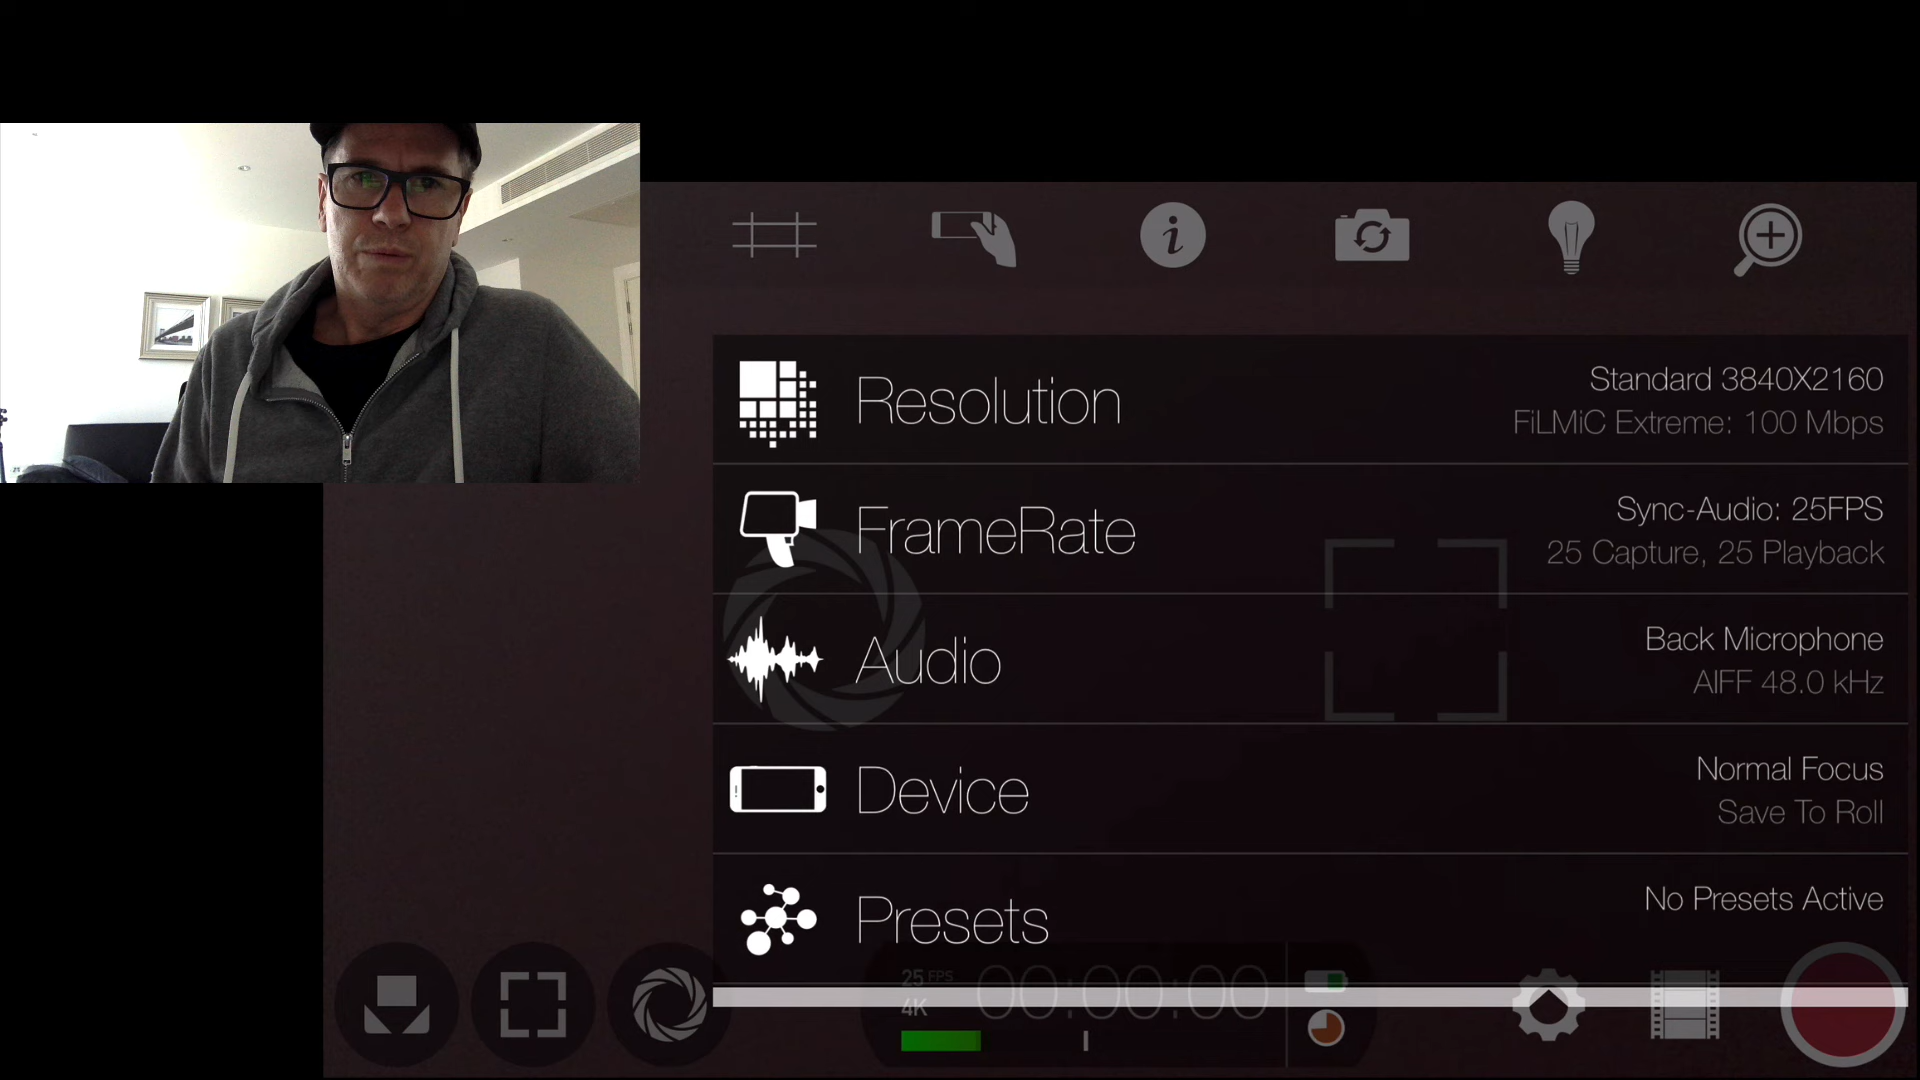 Resolution
Standard 3840X2160
FiLMiC Extreme: 100 Mbps
FrameRate
Sync-Audio: 25FPS
25 Capture, 25 Playback
Audio
Back Microphone
AIFF 48.0 kHz
Device
Normal Focus
Save To Roll
Presets
No Presets Active
25 FPS
4K
00:00:00